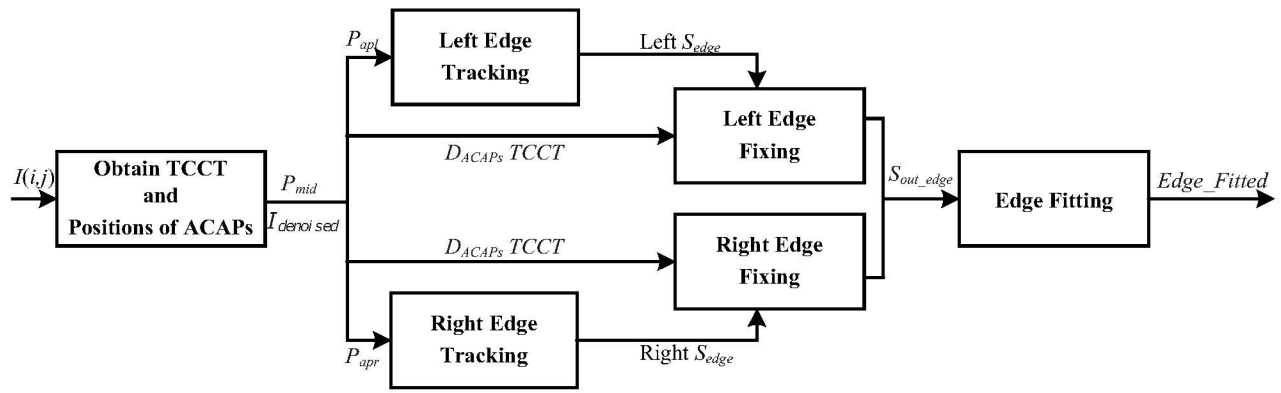 I(i,j)
Obtain TCCT
and
Positions of ACAPs
P_mid
I_denoised
P_apl
Left Edge
Tracking
Left S_edge
D_ACAPs TCCT
Left Edge
Fixing
D_ACAPs TCCT
Right Edge
Fixing
P_apr
Right Edge
Tracking
Right S_edge
S_out_edge
Edge Fitting
Edge_Fitted